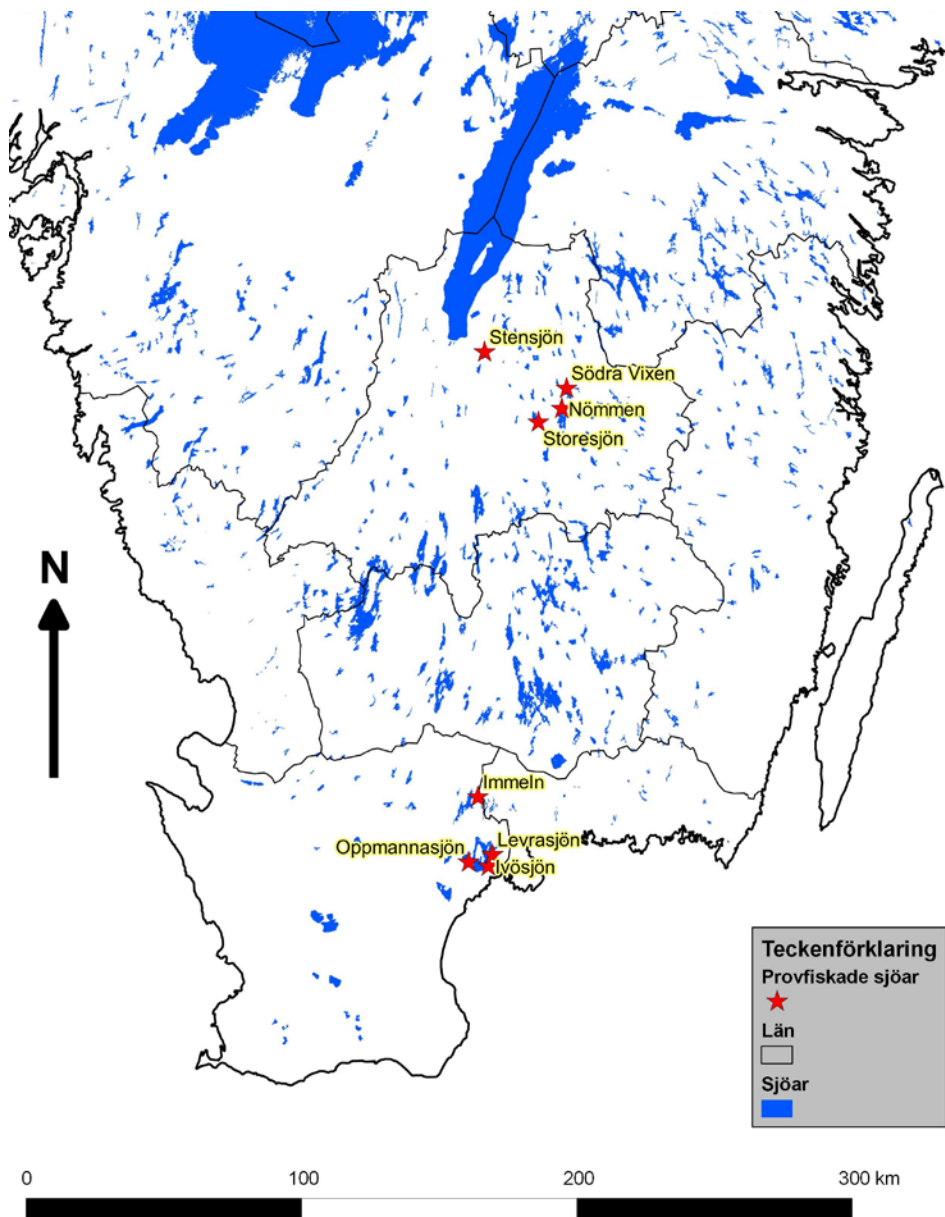 Stensjön
Södra Vixen
Nömmen
Storesjön
N
Immeln
Levrasjön
Oppmannasjön
Ivösjön
Teckenförklaring
Provfiskade sjöar
Län
Sjöar
0 100 200 300 km